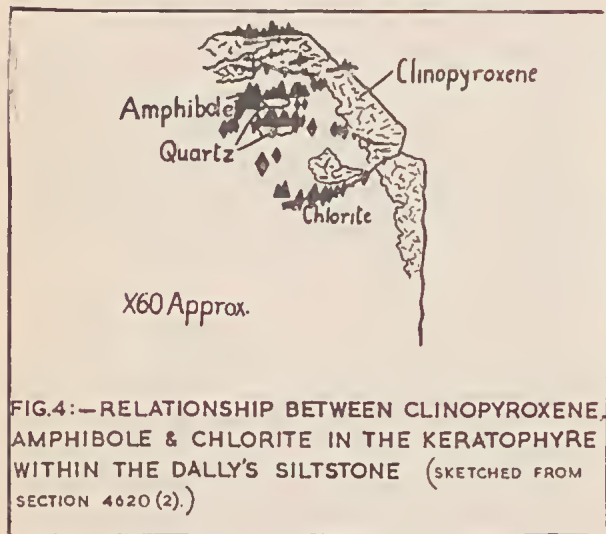 Clinopyroxene
Amphibole
Quartz
Chlorite
X60 Approx.
FIG.4:—RELATIONSHIP BETWEEN CLINOPYROXENE,
AMPHIBOLE & CHLORITE IN THE KERATOPHYRE
WITHIN THE DALLY'S SILTSTONE (SKETCHED FROM
SECTION 4620 (2).)